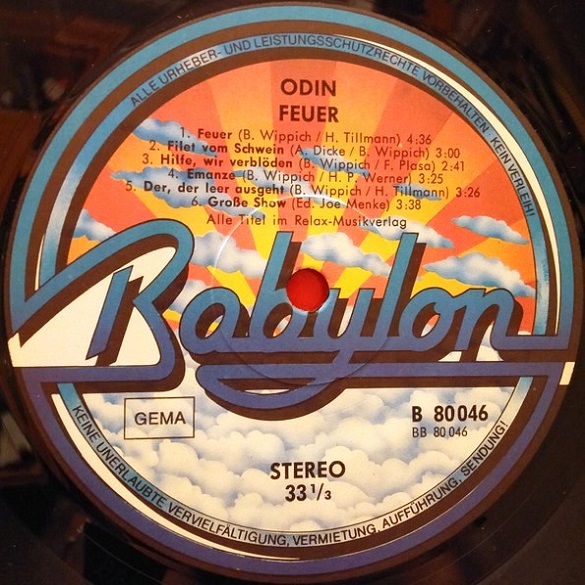 ALLE URHEBER- UND LEISTUNGSSCHUTZRECHTE VORBEHALTEN. KEIN VERLEIH!
ODIN
FEUER
1. Feuer (B. Wippich / H. Tillmann) 4:36
2. Filet vom Schwein (A. Dicke / B. Wippich) 3:00
3. Hilfe, wir verblöden (B. Wippich / F. Plasa) 2:41
4. Emanze (B. Wippich / H. P. Werner) 3:25
5. Der, der leer ausgeht (B. Wippich / H. Tillmann) 3:26
6. Große Show (Ed. Joe Menke) 3:38
Alle Titel im Relax-Musikverlag
Babylon
GEMA
B 80 046
BB 80 046
STEREO
33 1/3
KEINE UNERLAUBTE VERVIELFÄLTIGUNG, VERMIETUNG, AUFFÜHRUNG, SENDUNG!